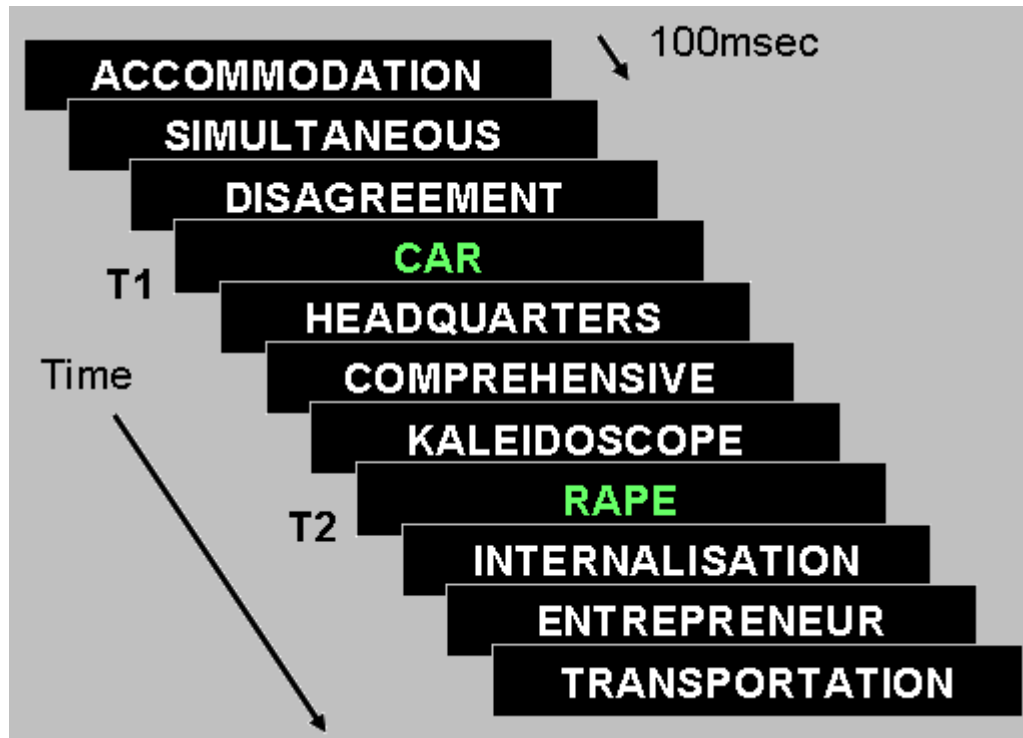 100msec
ACCOMMODATION
SIMULTANEOUS
DISAGREEMENT
CAR
T1
HEADQUARTERS
Time
COMPREHENSIVE
KALEIDOSCOPE
RAPE
T2
INTERNALISATION
ENTREPRENEUR
TRANSPORTATION